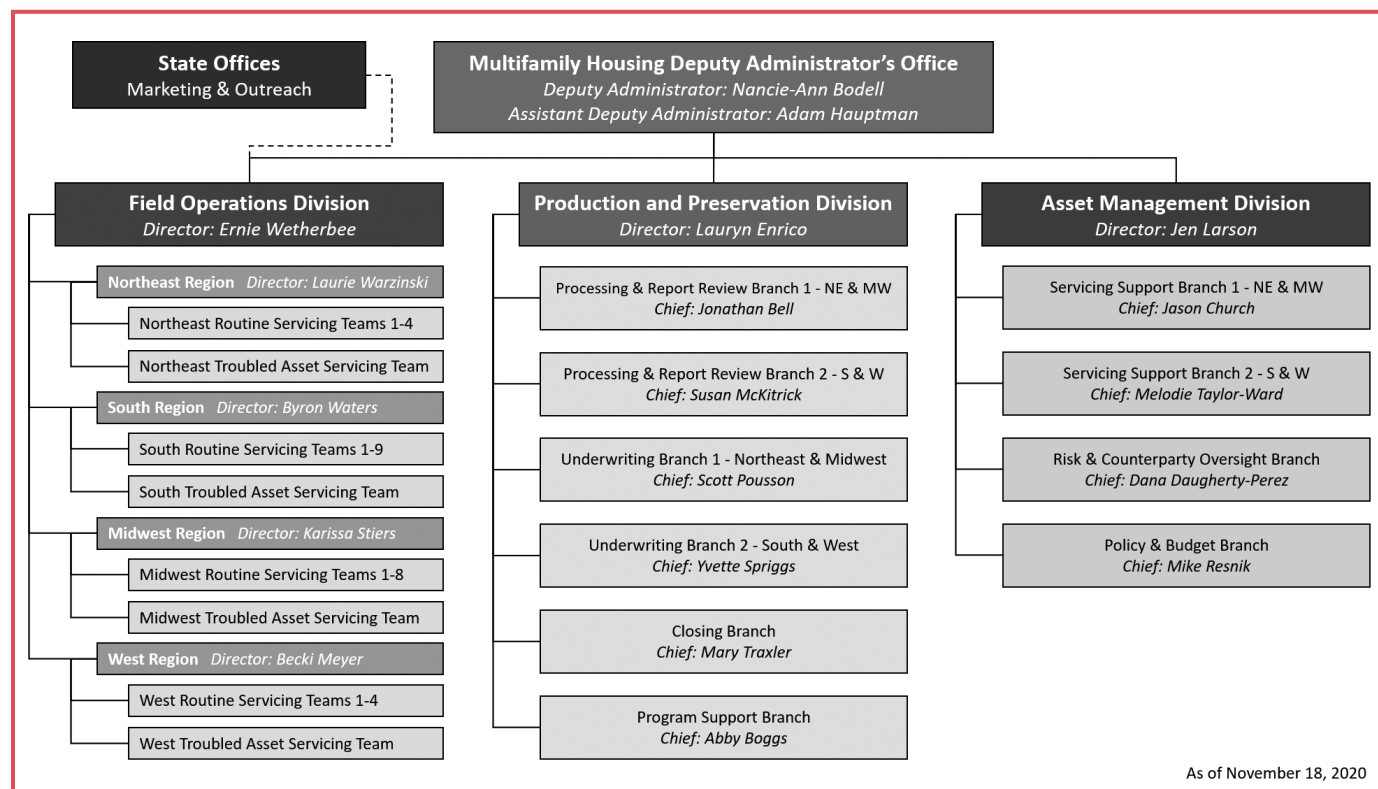 State Offices
Marketing & Outreach
Multifamily Housing Deputy Administrator’s Office
Deputy Administrator: Nancie-Ann Bodell
Assistant Deputy Administrator: Adam Hauptman
Field Operations Division
Director: Ernie Wetherbee
Northeast Region Director: Laurie Warzinski
Northeast Routine Servicing Teams 1-4
Northeast Troubled Asset Servicing Team
South Region Director: Byron Waters
South Routine Servicing Teams 1-9
South Troubled Asset Servicing Team
Midwest Region Director: Karissa Stiers
Midwest Routine Servicing Teams 1-8
Midwest Troubled Asset Servicing Team
West Region Director: Becki Meyer
West Routine Servicing Teams 1-4
West Troubled Asset Servicing Team
Production and Preservation Division
Director: Lauryn Enrico
Processing & Report Review Branch 1 - NE & MW
Chief: Jonathan Bell
Processing & Report Review Branch 2 - S & W
Chief: Susan McKitrick
Underwriting Branch 1 - Northeast & Midwest
Chief: Scott Pousson
Underwriting Branch 2 - South & West
Chief: Yvette Spriggs
Closing Branch
Chief: Mary Traxler
Program Support Branch
Chief: Abby Boggs
Asset Management Division
Director: Jen Larson
Servicing Support Branch 1 - NE & MW
Chief: Jason Church
Servicing Support Branch 2 - S & W
Chief: Melodie Taylor-Ward
Risk & Counterparty Oversight Branch
Chief: Dana Daugherty-Perez
Policy & Budget Branch
Chief: Mike Resnik
As of November 18, 2020